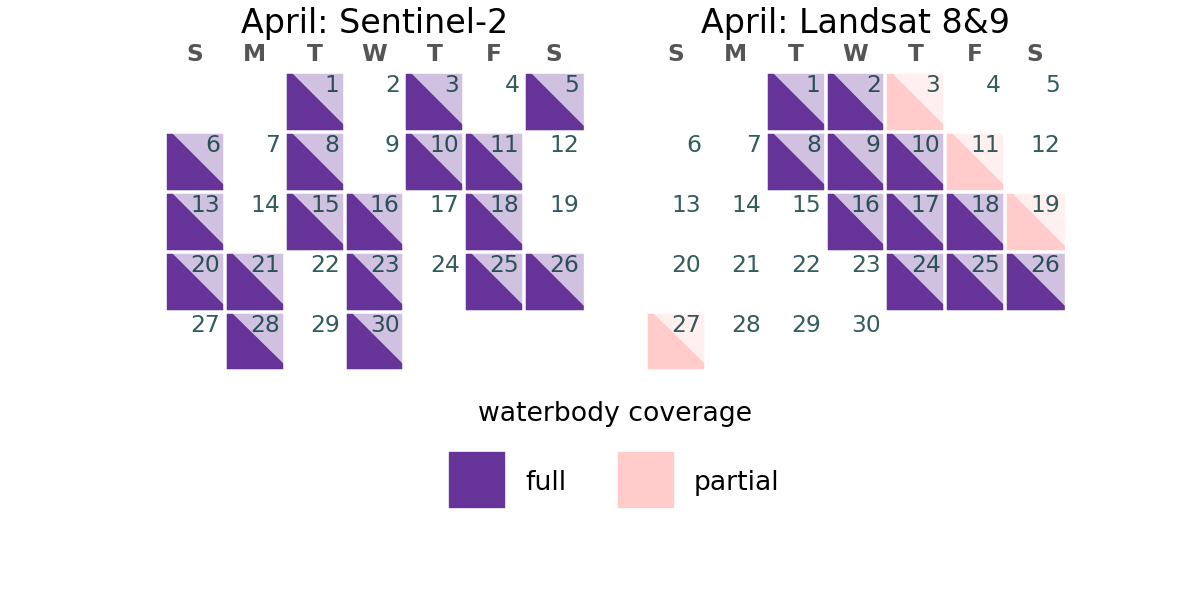 April: Sentinel-2
S M T W T F S
1 2 3 4 5
6 7 8 9 10 11 12
13 14 15 16 17 18 19
20 21 22 23 24 25 26
27 28 29 30
April: Landsat 8&9
S M T W T F S
1 2 3 4 5
6 7 8 9 10 11 12
13 14 15 16 17 18 19
20 21 22 23 24 25 26
27 28 29 30
waterbody coverage
full partial